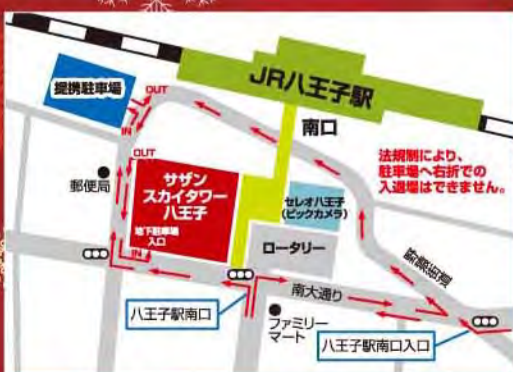 JR八王子駅
提携駐車場
OUT
IN
南口
法規制により、
駐車場へ右折での
入退場はできません。
OUT
郵便局
サザン
スカイタワー
八王子
地下駐車場
入口
IN
セレオ八王子
(ビックカメラ)
ロータリー
南大通り
八王子駅南口
ファミリー
マート
八王子駅南口入口